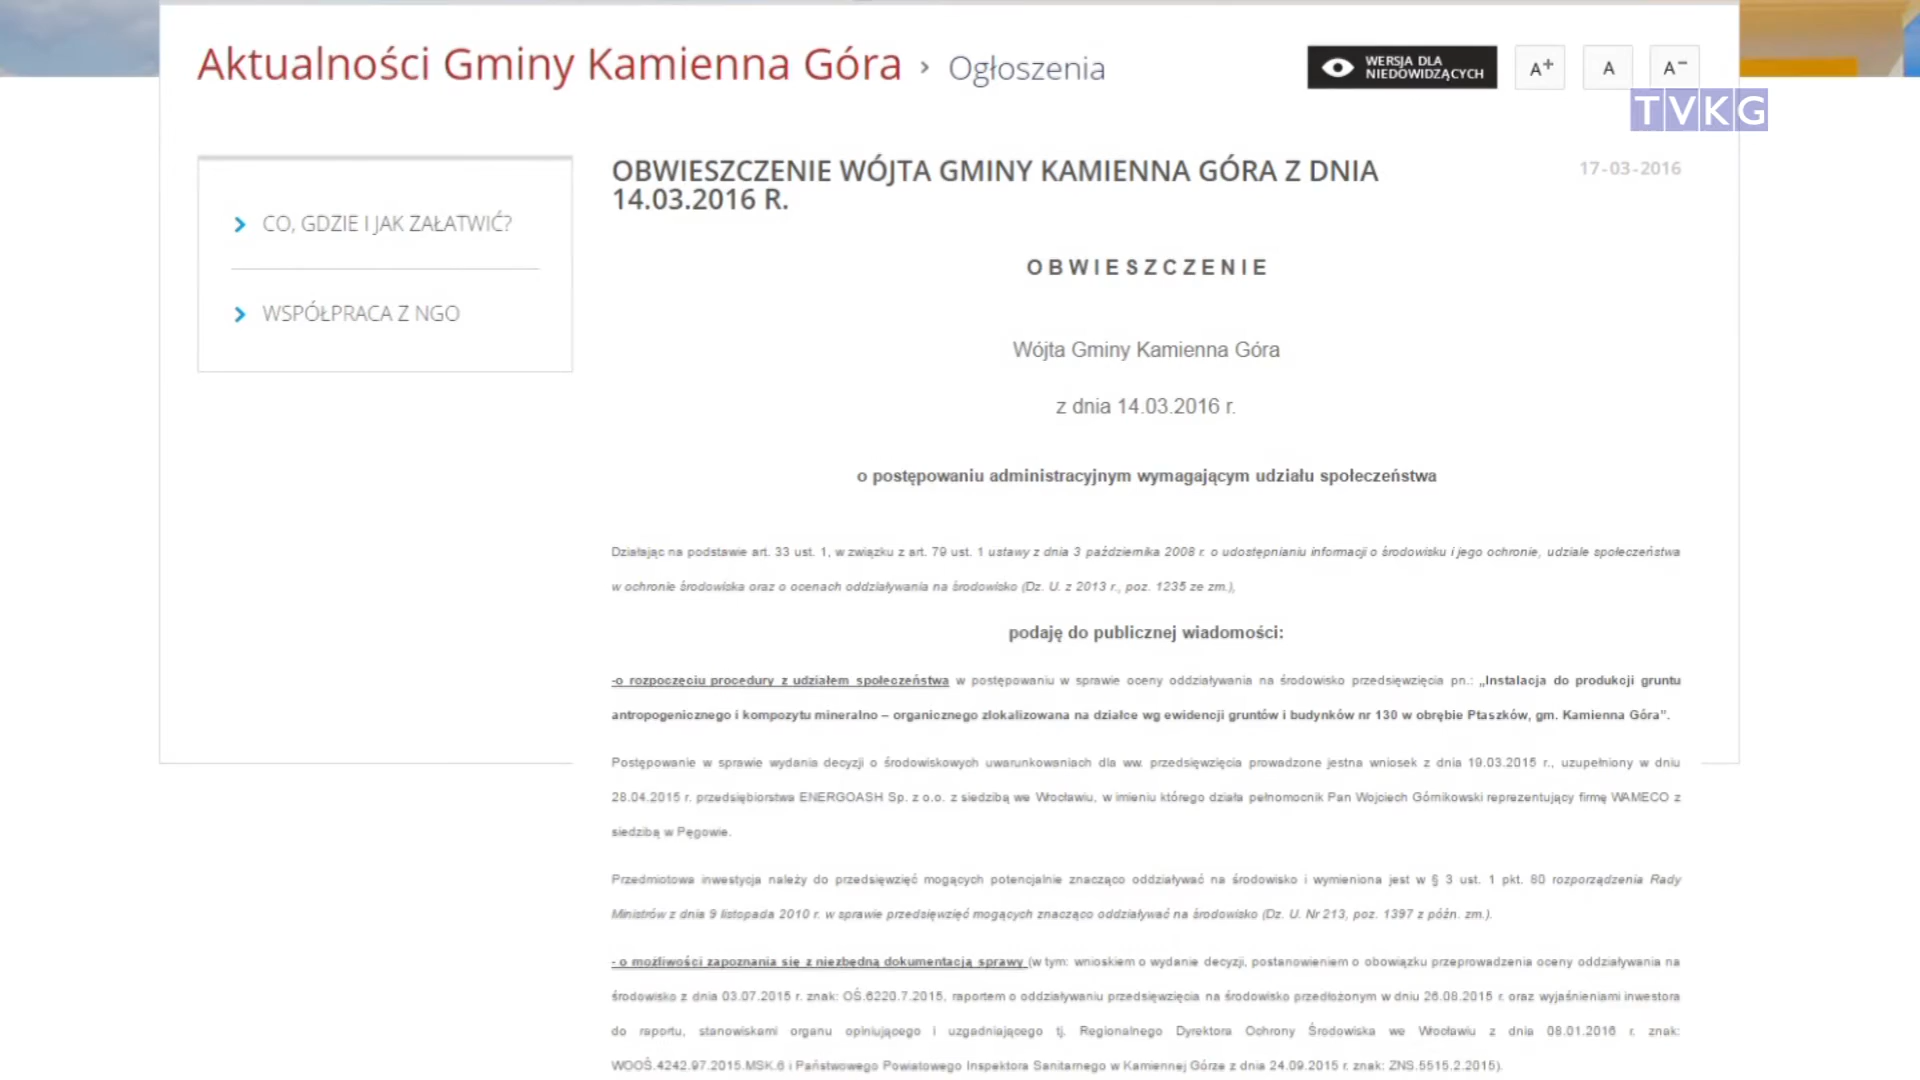 Aktualności Gminy Kamienna Góra › Ogłoszenia
WERSJA DLA
NIEDOWIDZĄCYCH
A+ A A-
TVKG
CO, GDZIE I JAK ZAŁATWIĆ?
WSPÓŁPRACA Z NGO
OBWIESZCZENIE WÓJTA GMINY KAMIENNA GÓRA Z DNIA
14.03.2016 R.
17-03-2016
O B W I E S Z C Z E N I E
Wójta Gminy Kamienna Góra
z dnia 14.03.2016 r.
o postępowaniu administracyjnym wymagającym udziału społeczeństwa
Działając na podstawie art. 33 ust. 1, w związku z art. 79 ust. 1 ustawy z dnia 3 października 2008 r. o udostępnianiu informacji o środowisku i jego ochronie, udziale społeczeństwa
w ochronie środowiska oraz o ocenach oddziaływania na środowisko (Dz. U. z 2013 r., poz. 1235 ze zm.),
podaję do publicznej wiadomości:
-o rozpoczęciu procedury z udziałem społeczeństwa w postępowaniu w sprawie oceny oddziaływania na środowisko przedsięwzięcia pn.: „Instalacja do produkcji gruntu
antropogenicznego i kompozytu mineralno – organicznego zlokalizowana na działce wg ewidencji gruntów i budynków nr 130 w obrębie Ptaszków, gm. Kamienna Góra".
Postępowanie w sprawie wydania decyzji o środowiskowych uwarunkowaniach dla ww. przedsięwzięcia prowadzone jestna wniosek z dnia 19.03.2015 r., uzupełniony w dniu
28.04.2015 r. przedsiębiorstwa ENERGOASH Sp. z o.o. z siedzibą we Wrocławiu, w imieniu którego działa pełnomocnik Pan Wojciech Górnikowski reprezentujący firmę WAMECO z
siedzibą w Pęgowie.
Przedmiotowa inwestycja należy do przedsięwzięć mogących potencjalnie znacząco oddziaływać na środowisko i wymieniona jest w § 3 ust. 1 pkt. 80 rozporządzenia Rady
Ministrów z dnia 9 listopada 2010 r. w sprawie przedsięwzięć mogących znacząco oddziaływać na środowisko (Dz. U. Nr 213, poz. 1397 z późn. zm.).
- o możliwości zapoznania się z niezbędną dokumentacją sprawy (w tym: wnioskiem o wydanie decyzji, postanowieniem o obowiązku przeprowadzenia oceny oddziaływania na
środowisko z dnia 03.07.2015 r. znak: OŚ.6220.7.2015, raportem o oddziaływaniu przedsięwzięcia na środowisko przedłożonym w dniu 26.08.2015 r. oraz wyjaśnieniami inwestora
do raportu, stanowiskami organu opiniującego i uzgadniającego tj. Regionalnego Dyrektora Ochrony Środowiska we Wrocławiu z dnia 08.01.2016 r. znak:
WOOŚ.4242.97.2015.MSK.6 i Państwowego Powiatowego Inspektora Sanitarnego w Kamiennej Górze z dnia 24.09.2015 r. znak: ZNS.5515.2.2015).